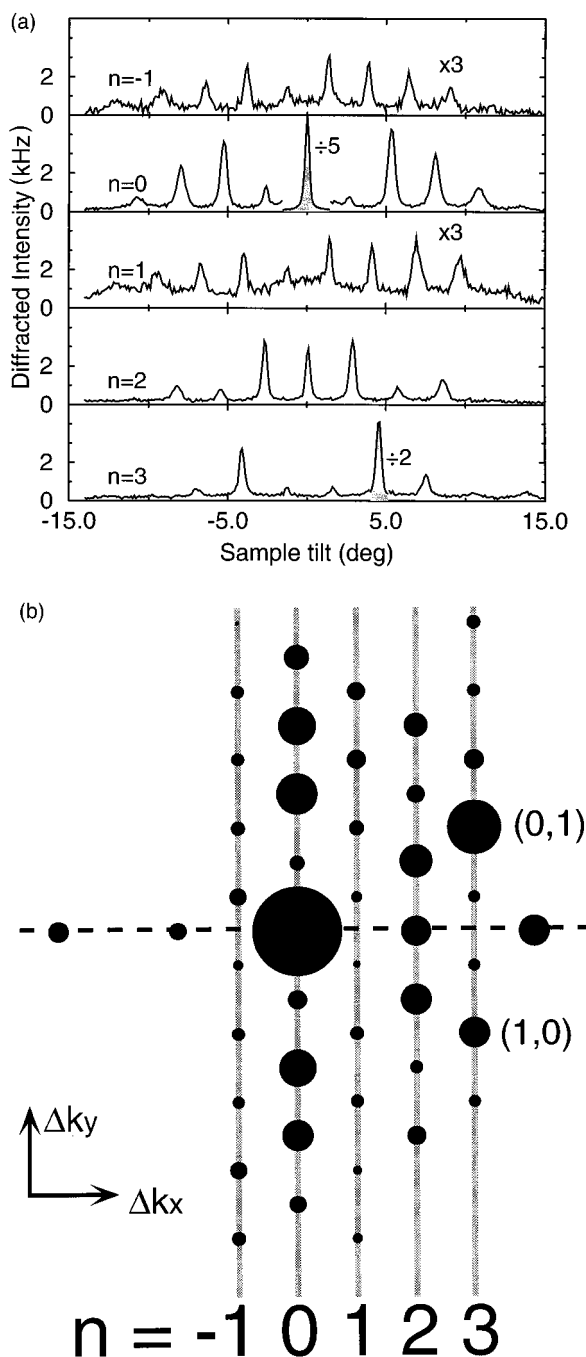 (a)
n=-1
x3
2
0
n=0
÷5
4
2
0
n=1
x3
2
0
n=2
2
0
n=3
÷2
2
0
Diffracted Intensity (kHz)
-15.0 -5.0 5.0 15.0
Sample tilt (deg)
(b)
(0,1)
(1,0)
Δky
Δkx
n = -1 0 1 2 3